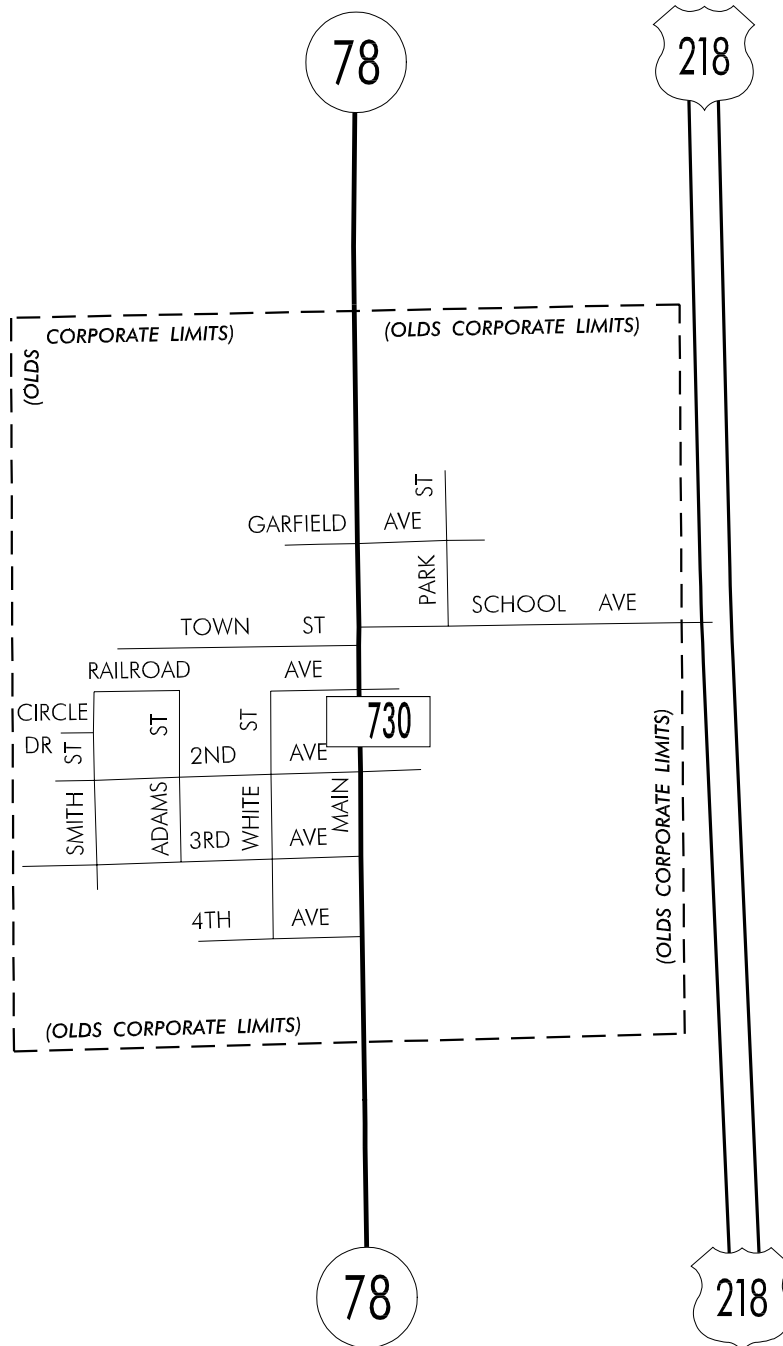 78
218
CORPORATE LIMITS)
(OLDS CORPORATE LIMITS)
(OLDS
ST
GARFIELD AVE
PARK
SCHOOL AVE
TOWN ST
RAILROAD AVE
CIRCLE
DR
ST
ST
ST
730
2ND AVE
SMITH
ADAMS
WHITE
MAIN
3RD AVE
(OLDS CORPORATE LIMITS)
4TH AVE
(OLDS CORPORATE LIMITS)
78
218